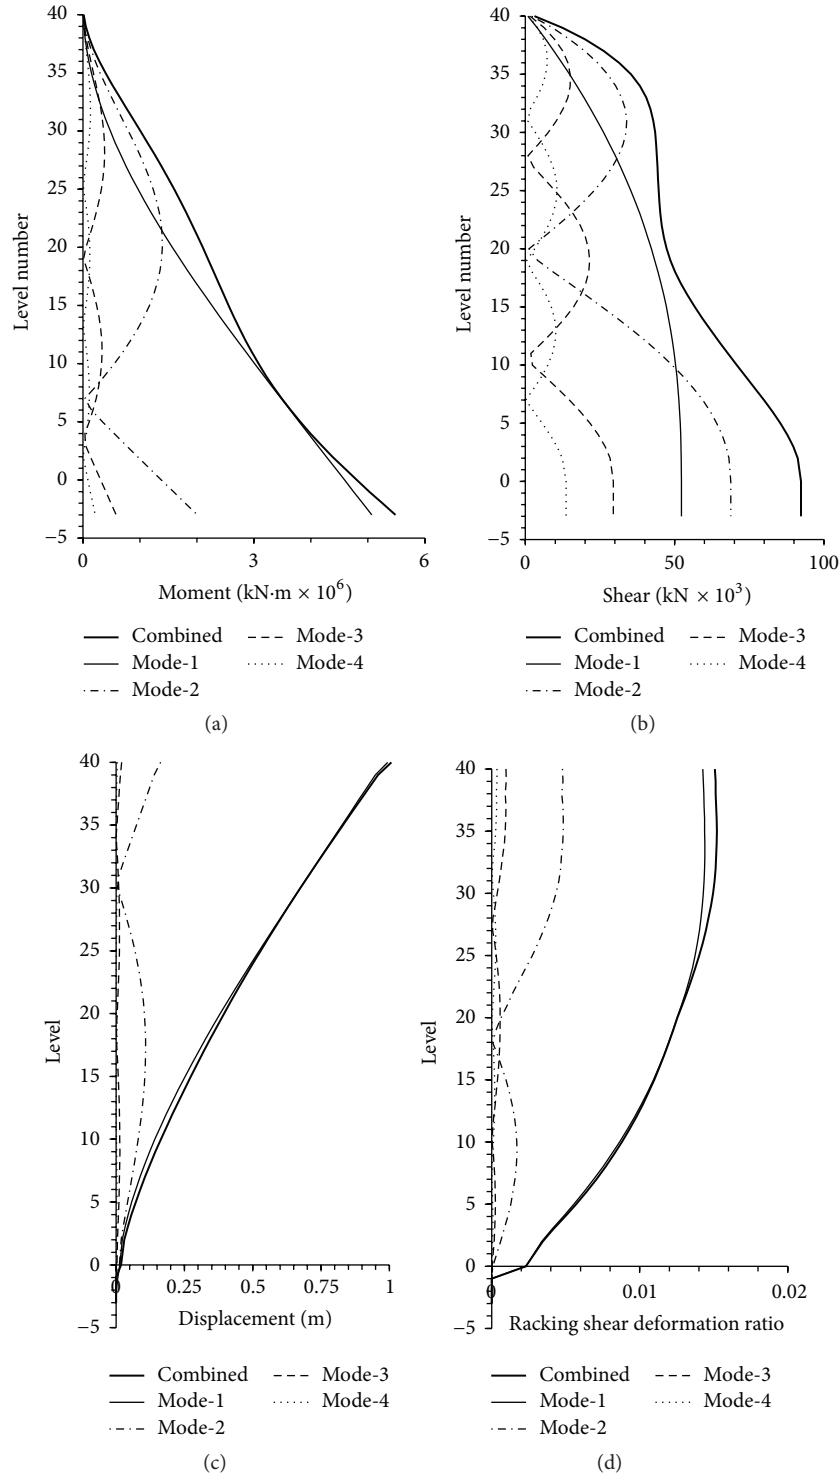 40
35
30
25
20
15
10
5
0
−5
Level number
0 3 6
Moment (kN·m × 10⁶)
Combined Mode-3
Mode-1 Mode-4
Mode-2
(a)
40
35
30
25
20
15
10
5
0
−5
Level number
0 50 100
Shear (kN × 10³)
Combined Mode-3
Mode-1 Mode-4
Mode-2
(b)
40
35
30
25
20
15
10
5
0
−5
Level
0 0.25 0.5 0.75 1
Displacement (m)
Combined Mode-3
Mode-1 Mode-4
Mode-2
(c)
40
35
30
25
20
15
10
5
0
−5
Level
0 0.01 0.02
Racking shear deformation ratio
Combined Mode-3
Mode-1 Mode-4
Mode-2
(d)